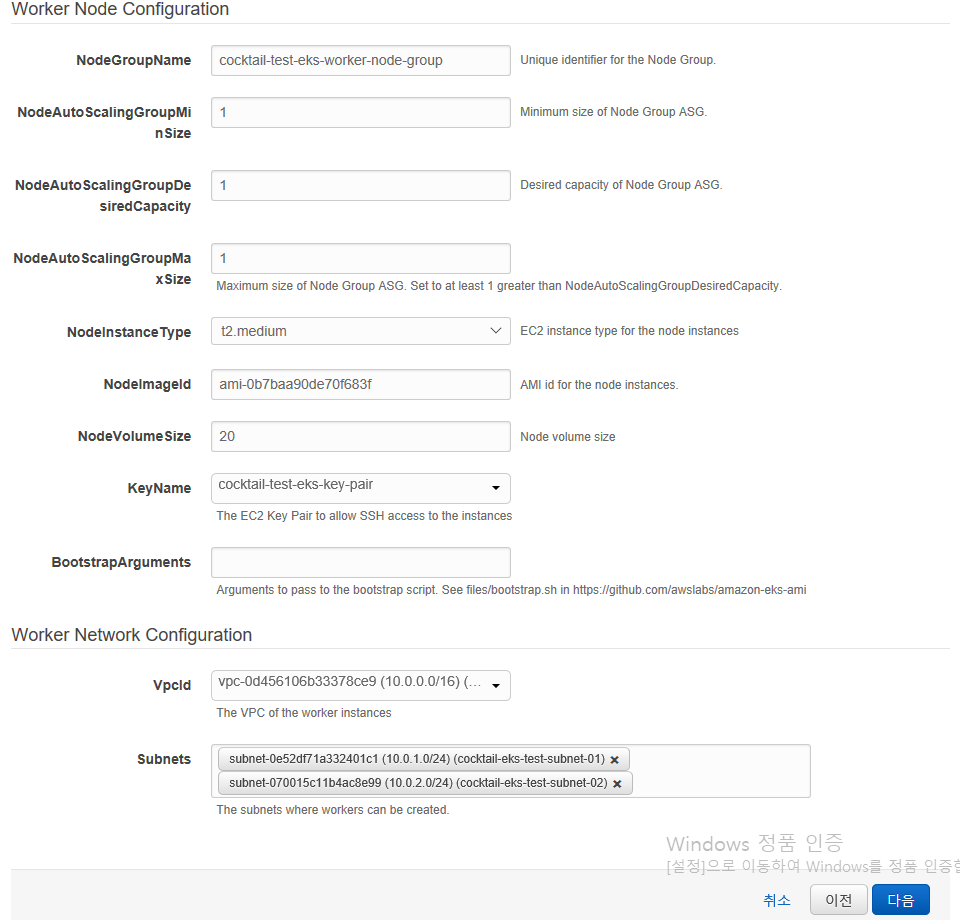 Worker Node Configuration
NodeGroupName
cocktail-test-eks-worker-node-group
Unique identifier for the Node Group.
NodeAutoScalingGroupMi
nSize
1
Minimum size of Node Group ASG.
NodeAutoScalingGroupDe
siredCapacity
1
Desired capacity of Node Group ASG.
NodeAutoScalingGroupMa
xSize
1
Maximum size of Node Group ASG. Set to at least 1 greater than NodeAutoScalingGroupDesiredCapacity.
NodeInstanceType
t2.medium
EC2 instance type for the node instances
NodeImageId
ami-0b7baa90de70f683f
AMI id for the node instances.
NodeVolumeSize
20
Node volume size
KeyName
cocktail-test-eks-key-pair
The EC2 Key Pair to allow SSH access to the instances
BootstrapArguments
Arguments to pass to the bootstrap script. See files/bootstrap.sh in https://github.com/awslabs/amazon-eks-ami
Worker Network Configuration
VpcId
vpc-0d456106b33378ce9 (10.0.0.0/16) (...
The VPC of the worker instances
Subnets
subnet-0e52df71a332401c1 (10.0.1.0/24) (cocktail-eks-test-subnet-01)
subnet-070015c11b4ac8e99 (10.0.2.0/24) (cocktail-eks-test-subnet-02)
The subnets where workers can be created.
Windows 정품 인증
[설정]으로 이동하여 Windows를 정품 인증할
취소
이전
다음